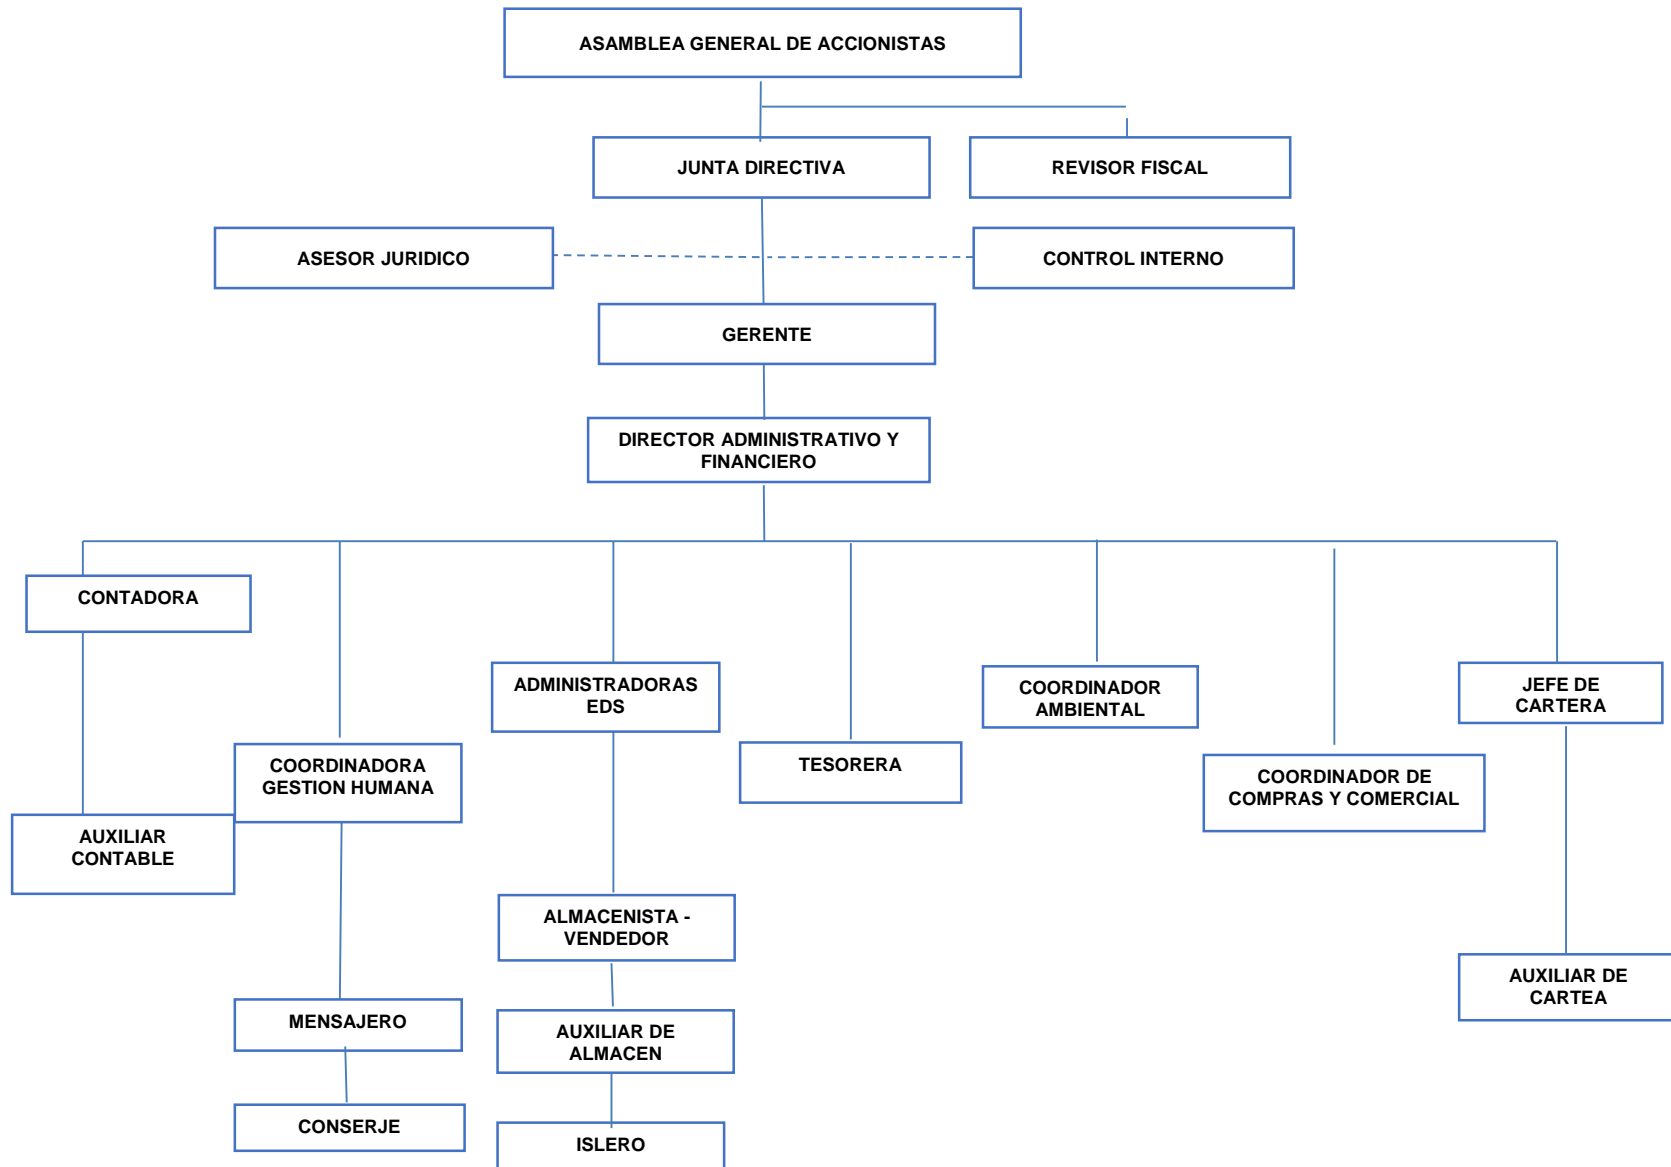 ASAMBLEA GENERAL DE ACCIONISTAS
JUNTA DIRECTIVA
REVISOR FISCAL
ASESOR JURIDICO
CONTROL INTERNO
GERENTE
DIRECTOR ADMINISTRATIVO Y
FINANCIERO
CONTADORA
ADMINISTRADORAS
EDS
COORDINADOR
AMBIENTAL
JEFE DE
CARTERA
COORDINADORA
GESTION HUMANA
TESORERA
COORDINADOR DE
COMPRAS Y COMERCIAL
AUXILIAR
CONTABLE
ALMACENISTA -
VENDEDOR
AUXILIAR DE
CARTEA
MENSAJERO
AUXILIAR DE
ALMACEN
CONSERJE
ISLERO